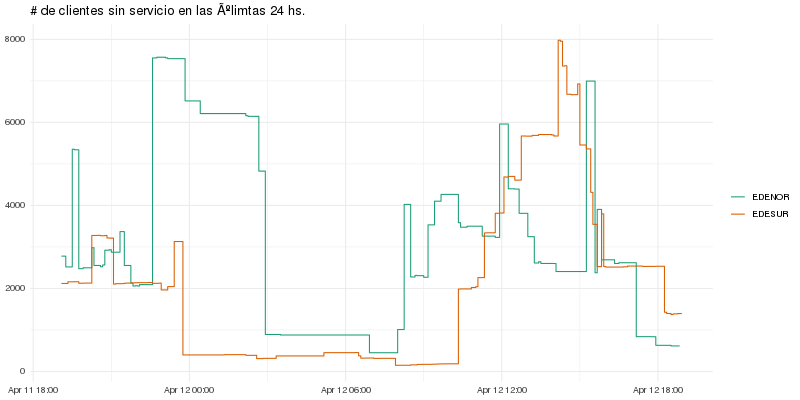 # de clientes sin servicio en las Ãºlimtas 24 hs.
8000
6000
4000
2000
0
Apr 11 18:00
Apr 12 00:00
Apr 12 06:00
Apr 12 12:00
Apr 12 18:00
EDENOR
EDESUR